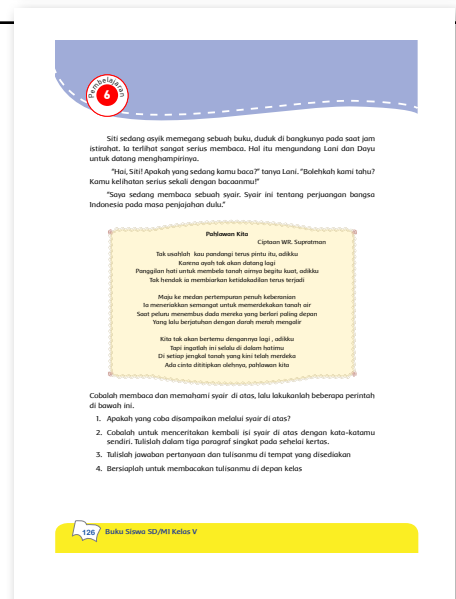 Pembelajaran
6
Siti sedang asyik memegang sebuah buku, duduk di bangkunya pada saat jam
istirahat. Ia terlihat sangat serius membaca. Hal itu mengundang Lani dan Dayu
untuk datang menghampirinya.
"Hai, Siti! Apakah yang sedang kamu baca?" tanya Lani. "Bolehkah kami tahu?
Kamu kelihatan serius sekali dengan bacaanmu!"
"Saya sedang membaca sebuah syair. Syair ini tentang perjuangan bangsa
Indonesia pada masa penjajahan dulu."
Pahlawan Kita
Ciptaan WR. Supratman
Tak usahlah kau pandangi terus pintu itu, adikku
Karena ayah tak akan datang lagi
Panggilan hati untuk membela tanah airnya begitu kuat, adikku
Tak hendak ia membiarkan ketidakadilan terus terjadi
Maju ke medan pertempuran penuh keberanian
Ia meneriakkan semangat untuk memerdekakan tanah air
Saat peluru menembus dada mereka yang berlari paling depan
Yang lalu berjatuhan dengan darah merah mengalir
Kita tak akan bertemu dengannya lagi , adikku
Tapi ingatlah ini selalu di dalam hatimu
Di setiap jengkal tanah yang kini telah merdeka
Ada cinta dititipkan olehnya, pahlawan kita
Cobalah membaca dan memahami syair di atas, lalu lakukanlah beberapa perintah
di bawah ini.
1. Apakah yang coba disampaikan melalui syair di atas?
2. Cobalah untuk menceritakan kembali isi syair di atas dengan kata-katamu
sendiri. Tulislah dalam tiga paragraf singkat pada sehelai kertas.
3. Tulislah jawaban pertanyaan dan tulisanmu di tempat yang disediakan
4. Bersiaplah untuk membacakan tulisanmu di depan kelas
126 Buku Siswa SD/MI Kelas V